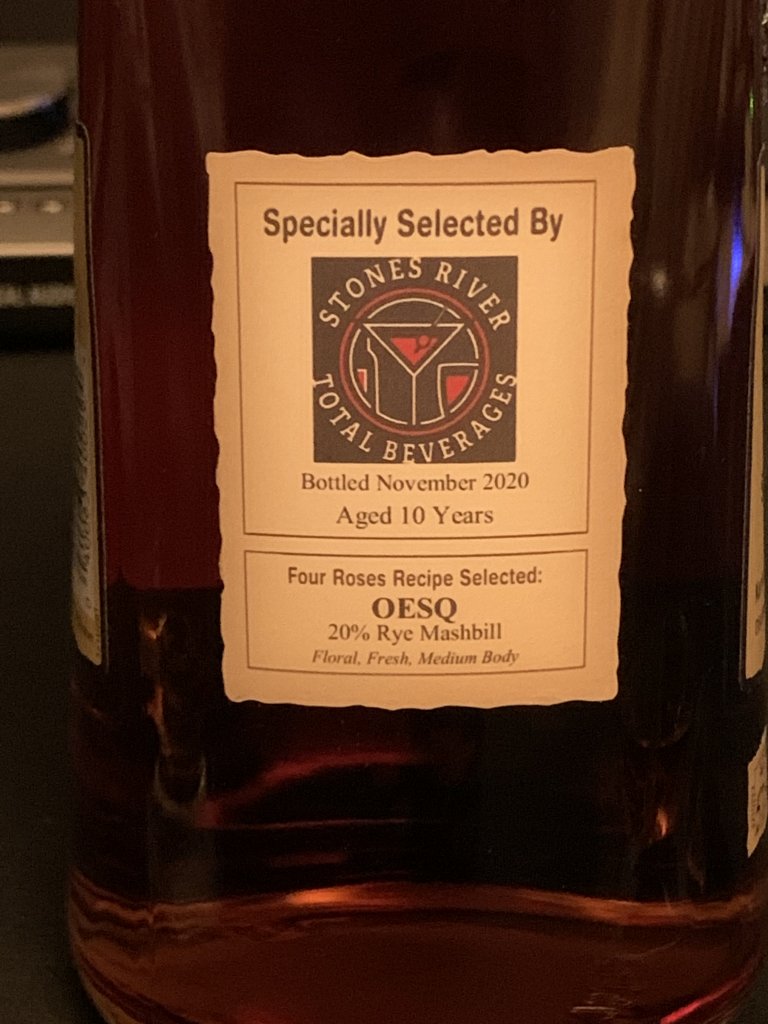 Specially Selected By
STONES RIVER
TOTAL BEVERAGES
Bottled November 2020
Aged 10 Years
Four Roses Recipe Selected:
OESQ
20% Rye Mashbill
Floral, Fresh, Medium Body